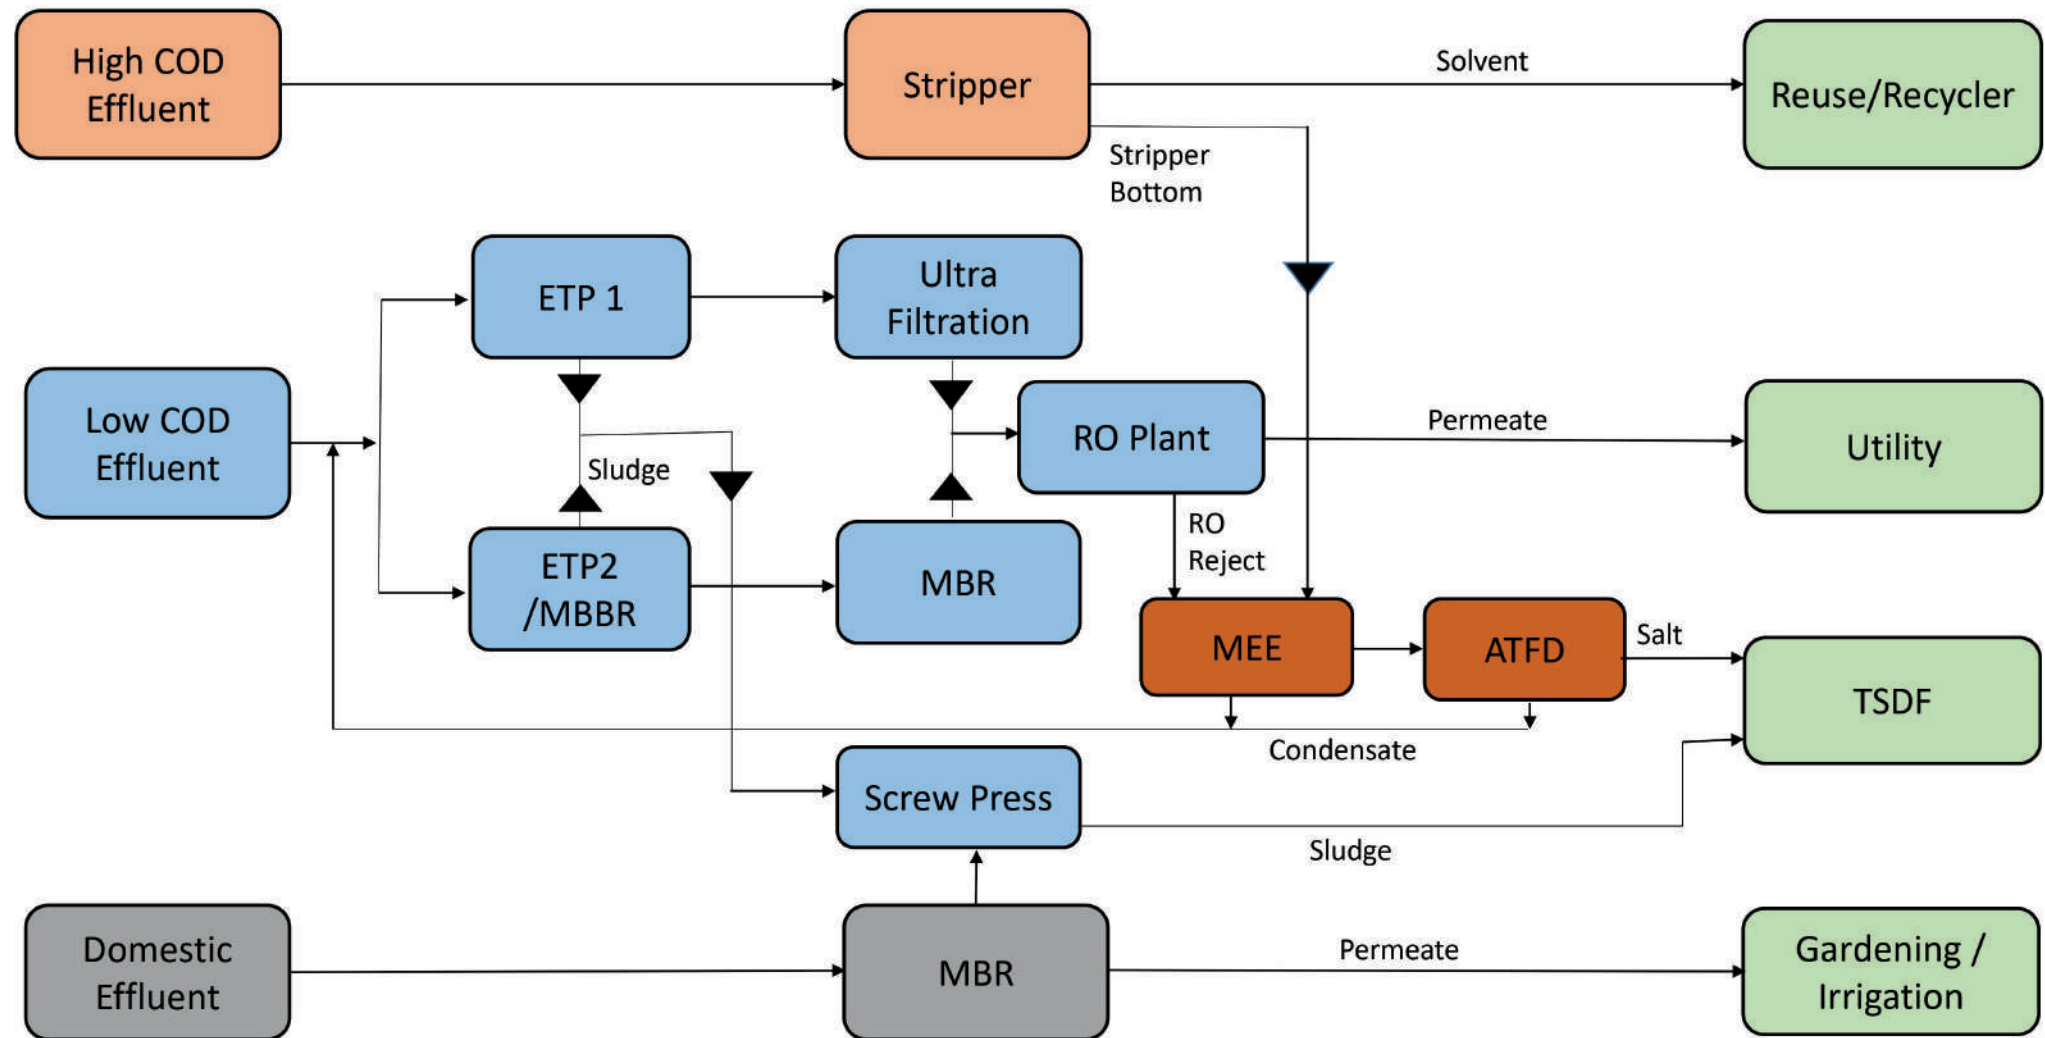 High COD
Effluent
Stripper
Solvent
Reuse/Recycler
Stripper
Bottom
ETP 1
Ultra
Filtration
Low COD
Effluent
Sludge
RO Plant
Permeate
Utility
RO
Reject
ETP2
/MBBR
MBR
MEE
ATFD
Salt
TSDF
Condensate
Screw Press
Sludge
Domestic
Effluent
MBR
Permeate
Gardening /
Irrigation